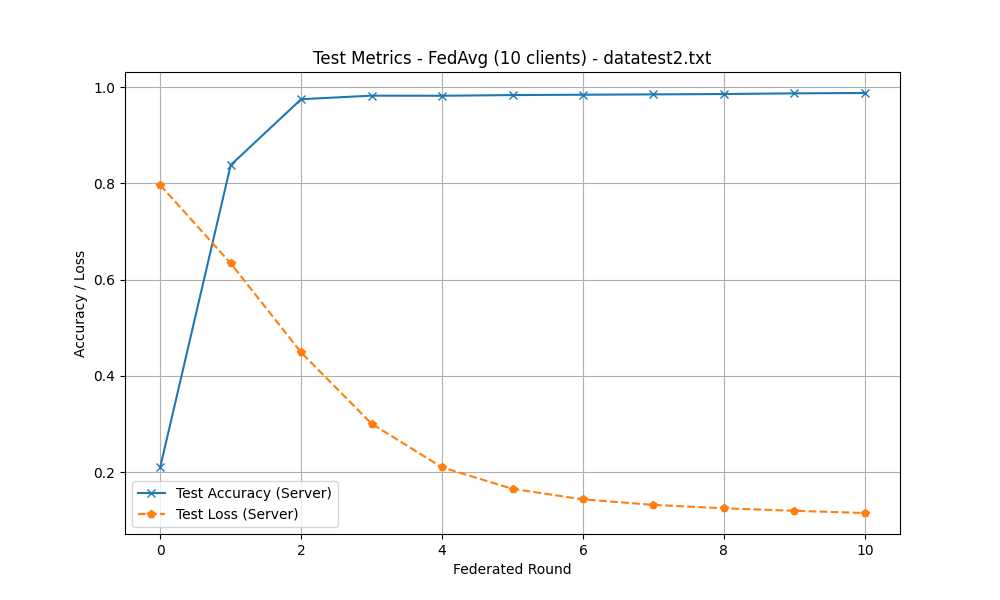 Test Metrics - FedAvg (10 clients) - datatest2.txt
1.0
0.8
0.6
0.4
0.2
Accuracy / Loss
Test Accuracy (Server)
Test Loss (Server)
0 2 4 6 8 10
Federated Round